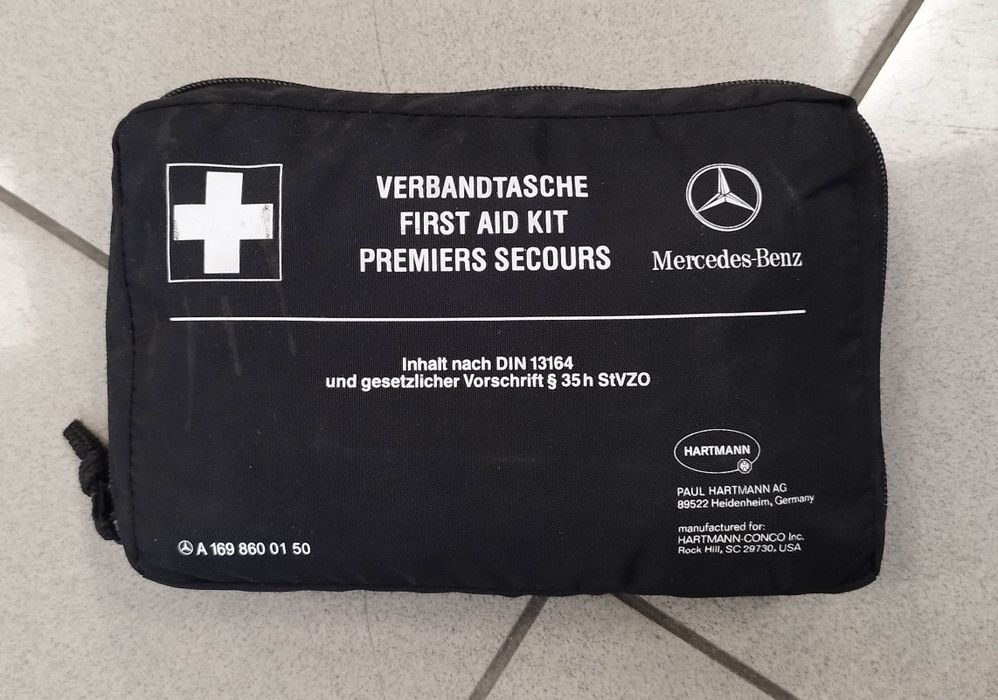 VERBANDTASCHE
FIRST AID KIT
PREMIERS SECOURS
Mercedes-Benz
Inhalt nach DIN 13164
und gesetzlicher Vorschrift § 35 h StVZO
HARTMANN
PAUL HARTMANN AG
89522 Heidenheim, Germany
manufactured for:
HARTMANN-CONCO Inc.
Rock Hill, SC 29730, USA
A 169 860 01 50